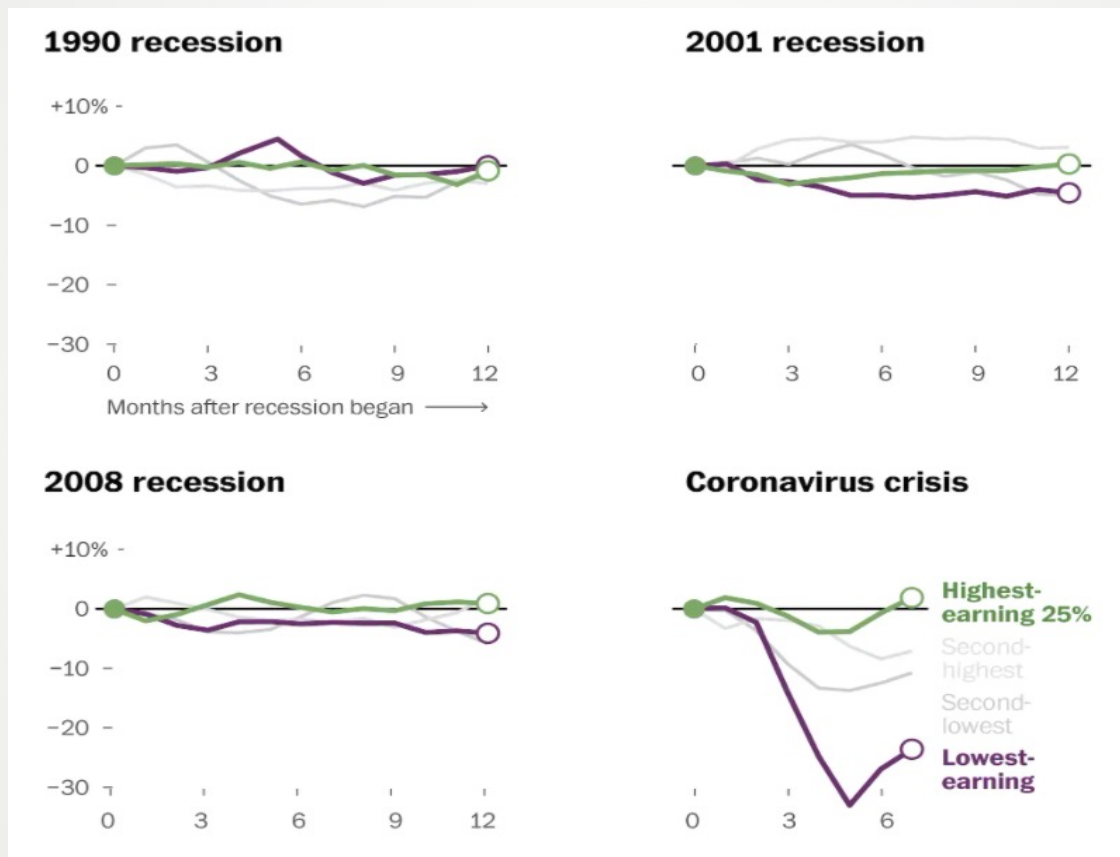 1990 recession
+10%
0
−10
−20
−30
0 3 6 9 12
Months after recession began
2001 recession
0 3 6 9 12
2008 recession
+10%
0
−10
−20
−30
0 3 6 9 12
Coronavirus crisis
Highest-
earning 25%
Second-
highest
Second-
lowest
Lowest-
earning
0 3 6